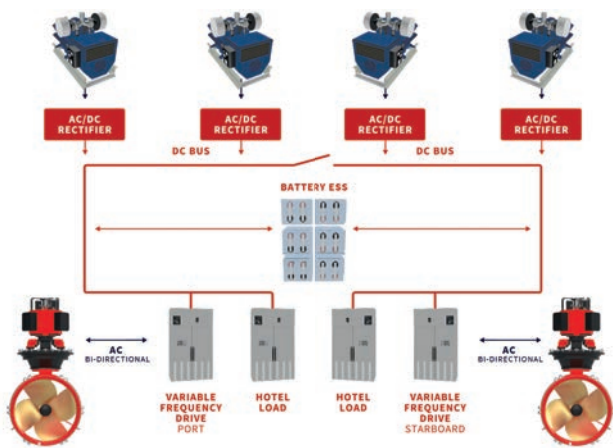 AC/DC
RECTIFIER
AC/DC
RECTIFIER
AC/DC
RECTIFIER
AC/DC
RECTIFIER
DC BUS
DC BUS
BATTERY ESS
AC
BI-DIRECTIONAL
AC
BI-DIRECTIONAL
VARIABLE
FREQUENCY
DRIVE
PORT
HOTEL
LOAD
HOTEL
LOAD
VARIABLE
FREQUENCY
DRIVE
STARBOARD